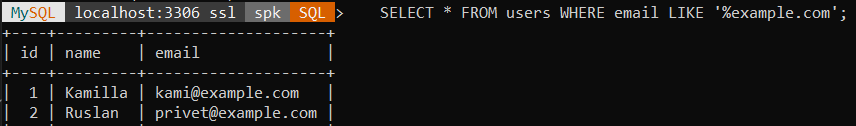 MySQL localhost:3306 ssl spk SQL > SELECT * FROM users WHERE email LIKE '%example.com';
+----+---------+--------------------+
| id | name    | email              |
+----+---------+--------------------+
|  1 | Kamilla | kami@example.com   |
|  2 | Ruslan  | privet@example.com |